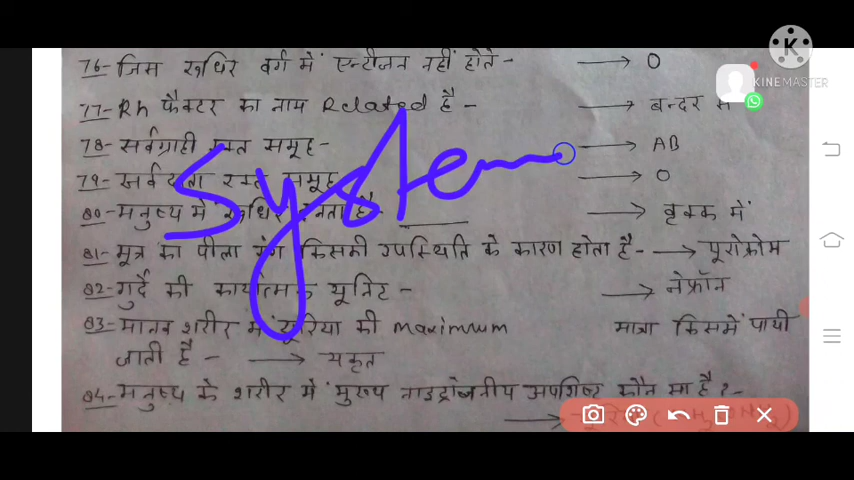 76- जिस रूधिर वर्ग में एन्टीजन नहीं होते - → O
KINEMASTER
77- Rh फैक्टर का नाम Related है - → बन्दर से
78- सर्वग्राही रक्त समूह - → AB
System
79- सर्वदाता रक्त समूह → O
80- मनुष्य में रूधिर बनता है - → वृक्क में
81- मूत्र का पीला रंग किसकी उपस्थिति के कारण होता है - → यूरोक्रोम
82- गुर्दे की कार्यात्मक यूनिट - → नेफ्रॉन
83- मानव शरीर में यूरिया की maximum मात्रा किसमें पायी
जाती है - → यकृत
84- मनुष्य के शरीर में मुख्य नाइट्रोजनीय अपशिष्ट कौन सा है ? -